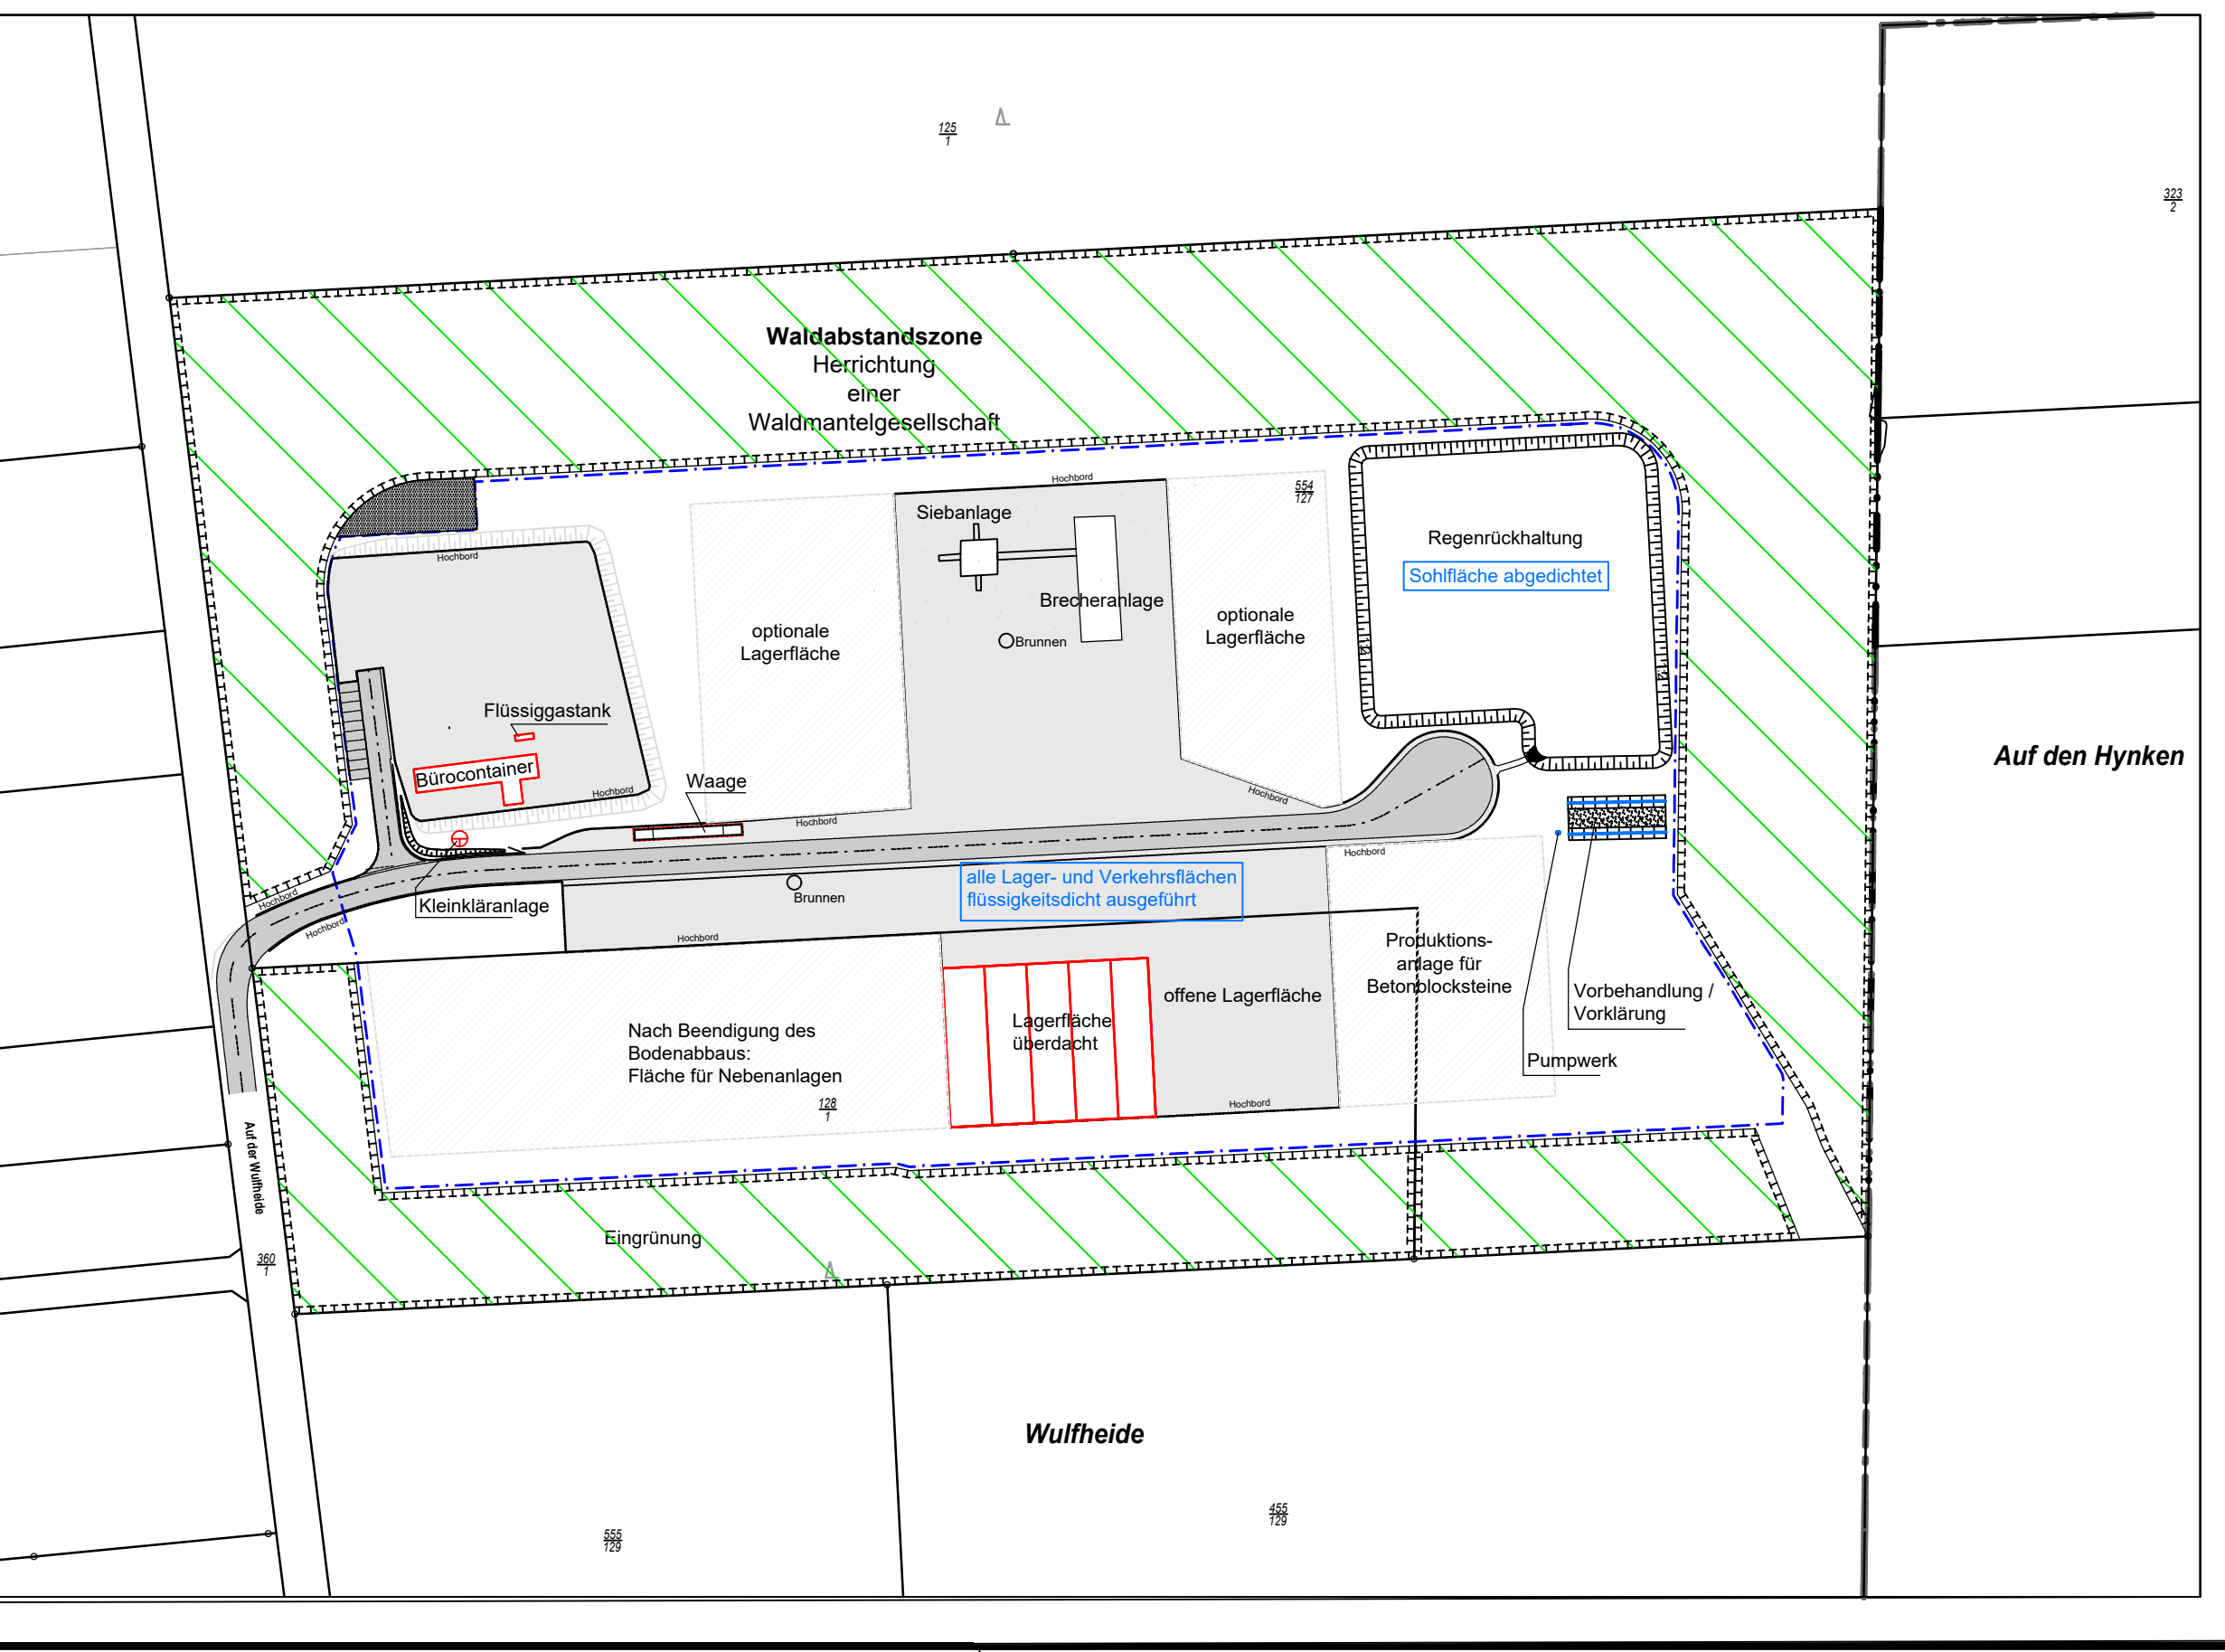 125
1
323
2
Waldabstandszone
Herrichtung
einer
Waldmantelgesellschaft
Hochbord
554
127
Siebanlage
Regenrückhaltung
Sohlfläche abgedichtet
Hochbord
Brecheranlage
optionale
Lagerfläche
optionale
Lagerfläche
Brunnen
Flüssiggastank
Auf den Hynken
Bürocontainer
Waage
Hochbord
Hochbord
Hochbord
Hochbord
alle Lager- und Verkehrsflächen
flüssigkeitsdicht ausgeführt
Brunnen
Kleinkläranlage
Hochbord
Hochbord
Hochbord
Produktions-
anlage für
Betonblocksteine
offene Lagerfläche
Vorbehandlung /
Vorklärung
Nach Beendigung des
Bodenabbaus:
Fläche für Nebenanlagen
Lagerfläche
überdacht
Pumpwerk
128
1
Hochbord
Auf der Wulfheide
Eingrünung
360
1
Wulfheide
455
129
555
129